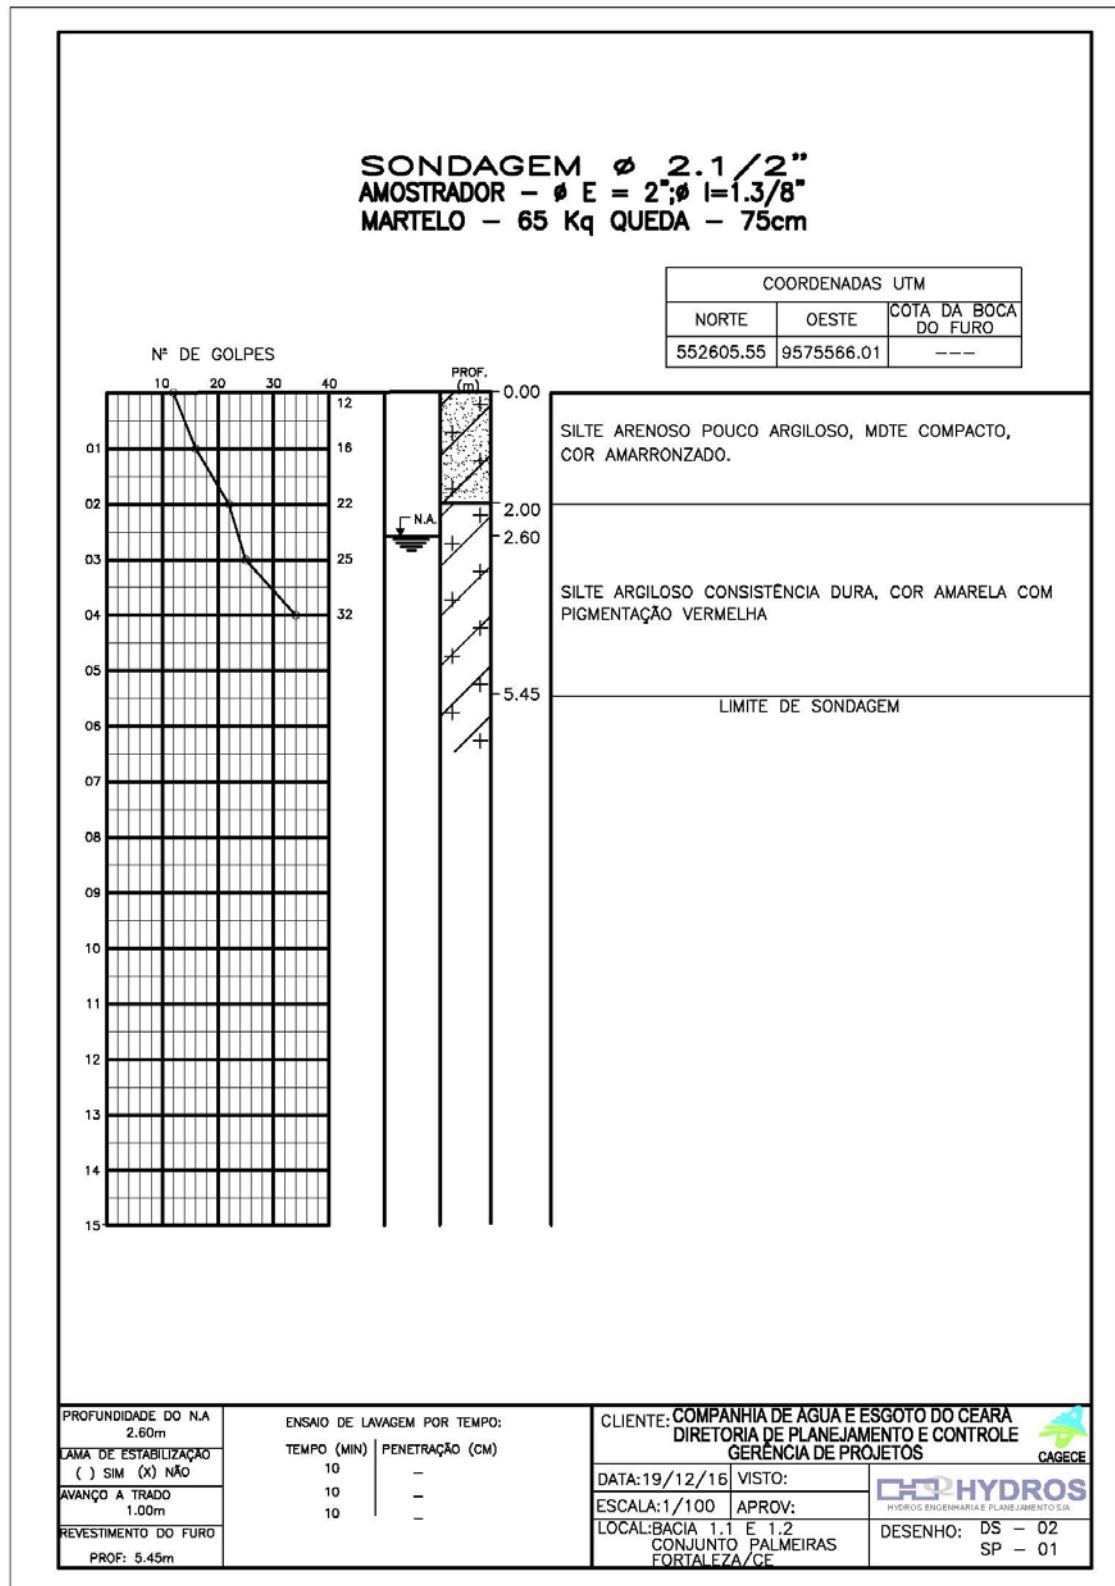 SONDAGEM ø 2.1/2"
AMOSTRADOR – ø E = 2";ø I=1.3/8"
MARTELO – 65 Kq QUEDA – 75cm
COORDENADAS UTM
NORTE OESTE COTA DA BOCA DO FURO
552605.55 9575566.01 ---
Nº DE GOLPES
PROF. (m)
10 20 30 40
12
01 16
02 22
03 25
04 32
05
06
07
08
09
10
11
12
13
14
15
N.A.
0.00
2.00
2.60
5.45
SILTE ARENOSO POUCO ARGILOSO, MDTE COMPACTO,
COR AMARRONZADO.
SILTE ARGILOSO CONSISTÊNCIA DURA, COR AMARELA COM
PIGMENTAÇÃO VERMELHA
LIMITE DE SONDAGEM
PROFUNDIDADE DO N.A
2.60m
LAMA DE ESTABILIZAÇÃO
( ) SIM (X) NÃO
AVANÇO A TRADO
1.00m
REVESTIMENTO DO FURO
PROF: 5.45m
ENSAIO DE LAVAGEM POR TEMPO:
TEMPO (MIN) PENETRAÇÃO (CM)
10 –
10 –
10 –
CLIENTE: COMPANHIA DE AGUA E ESGOTO DO CEARA
DIRETORIA DE PLANEJAMENTO E CONTROLE
GERÊNCIA DE PROJETOS
CAGECE
DATA:19/12/16 VISTO:
ESCALA:1/100 APROV:
HYDROS
HYDROS ENGENHARIA E PLANEJAMENTO S/A
LOCAL:BACIA 1.1 E 1.2
CONJUNTO PALMEIRAS
FORTALEZA/CE
DESENHO: DS – 02
SP – 01